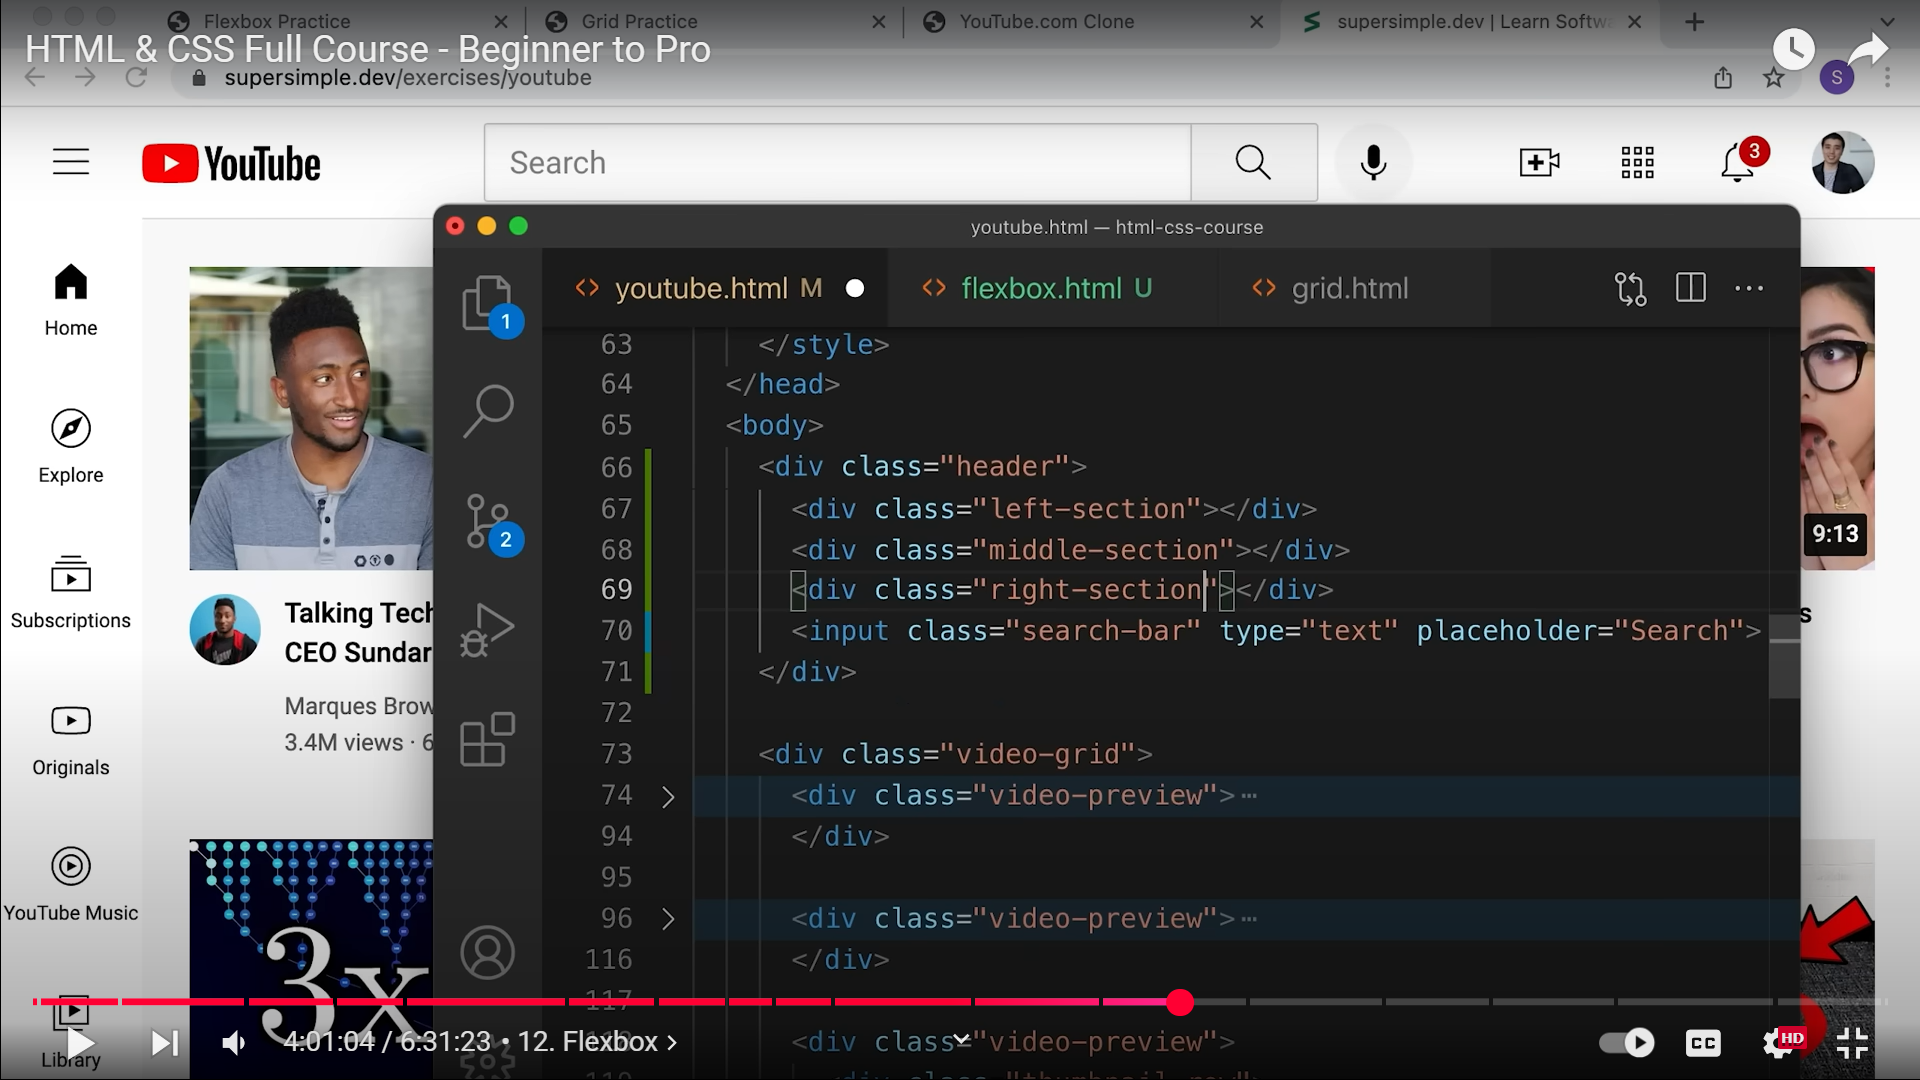 Flexbox Practice
Grid Practice
YouTube.com Clone
supersimple.dev | Learn Softw
HTML & CSS Full Course - Beginner to Pro
supersimple.dev/exercises/youtube
S
YouTube
Search
3
youtube.html — html-css-course
youtube.html M
flexbox.html U
grid.html
1
2
63 </style>
64 </head>
65 <body>
66 <div class="header">
67 <div class="left-section"></div>
68 <div class="middle-section"></div>
69 <div class="right-section"></div>
70 <input class="search-bar" type="text" placeholder="Search">
71 </div>
72
73 <div class="video-grid">
74 <div class="video-preview">⋯
94 </div>
95
96 <div class="video-preview">⋯
116 </div>
117
<div class="video-preview">
Home
Explore
Subscriptions
Originals
YouTube Music
Library
Talking Tech
CEO Sundar
Marques Brow
3.4M views · 6
9:13
s
3x
4:01:04 / 6:31:23 • 12. Flexbox
CC
HD